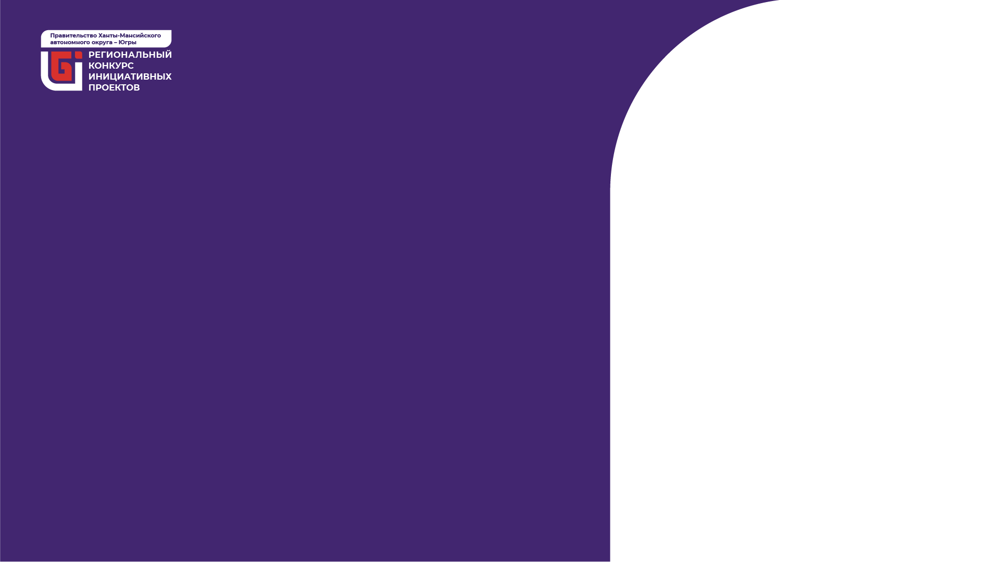 Правительство Ханты-Мансийского
автономного округа – Югры
РЕГИОНАЛЬНЫЙ
КОНКУРС
ИНИЦИАТИВНЫХ
ПРОЕКТОВ